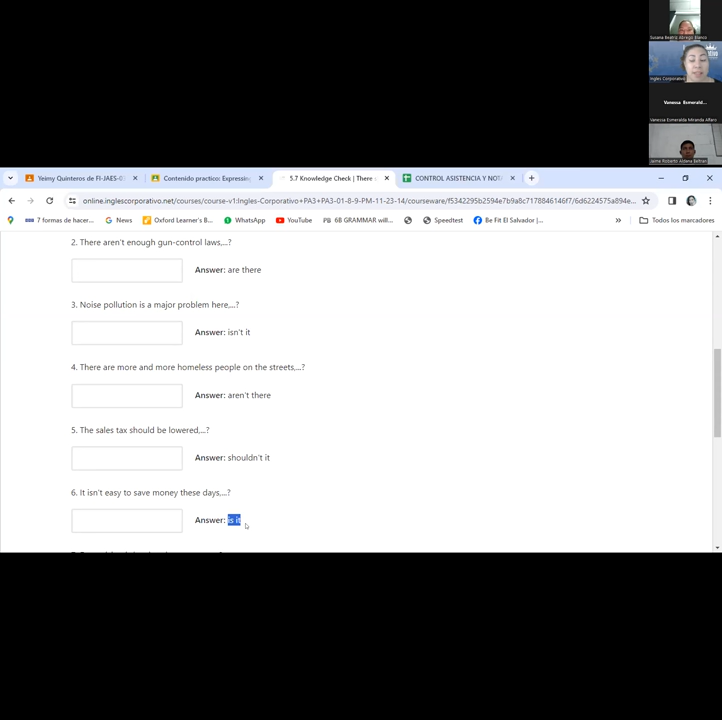 Susana Beatriz Abrego Blanco
Ingles Corporativo
Vanessa Esmerald...
Vanessa Esmeralda Miranda Alfaro
Jaime Roberto Aldana Beltran
Yeimy Quinteros de FI-JAES-0
Contenido practico: Expressin
5.7 Knowledge Check | There
CONTROL ASISTENCIA Y NOT
online.inglescorporativo.net/courses/course-v1:Ingles-Corporativo+PA3+PA3-01-8-9-PM-11-23-14/courseware/f5342295b2594e7b9a8c7178846146f7/6d6224575a894e...
7 formas de hacer...
News
Oxford Learner's B...
WhatsApp
YouTube
6B GRAMMAR will...
Speedtest
Be Fit El Salvador |...
Todos los marcadores
2. There aren't enough gun-control laws,...?
Answer: are there
3. Noise pollution is a major problem here,...?
Answer: isn't it
4. There are more and more homeless people on the streets,...?
Answer: aren't there
5. The sales tax should be lowered,...?
Answer: shouldn't it
6. It isn't easy to save money these days,...?
Answer: is it